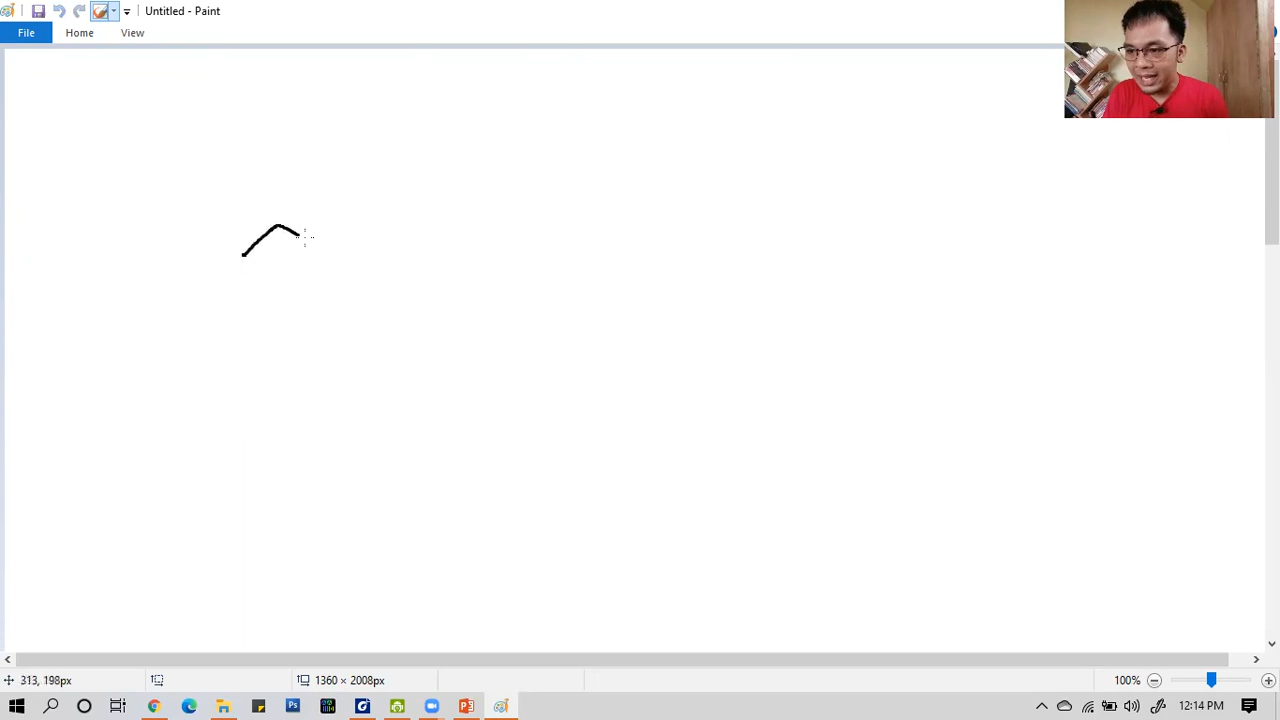 Untitled - Paint
File Home View
313, 198px 1360 × 2008px 100%
12:14 PM